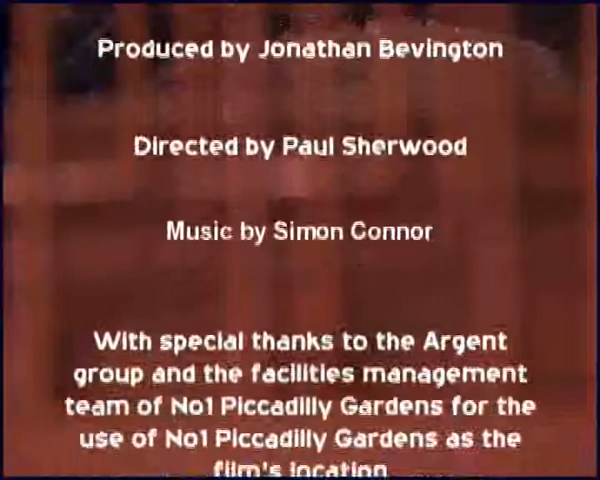 Produced by Jonathan Bevington
Directed by Paul Sherwood
Music by Simon Connor
With special thanks to the Argent
group and the facilities management
team of No1 Piccadilly Gardens for the
use of No1 Piccadilly Gardens as the
film's location